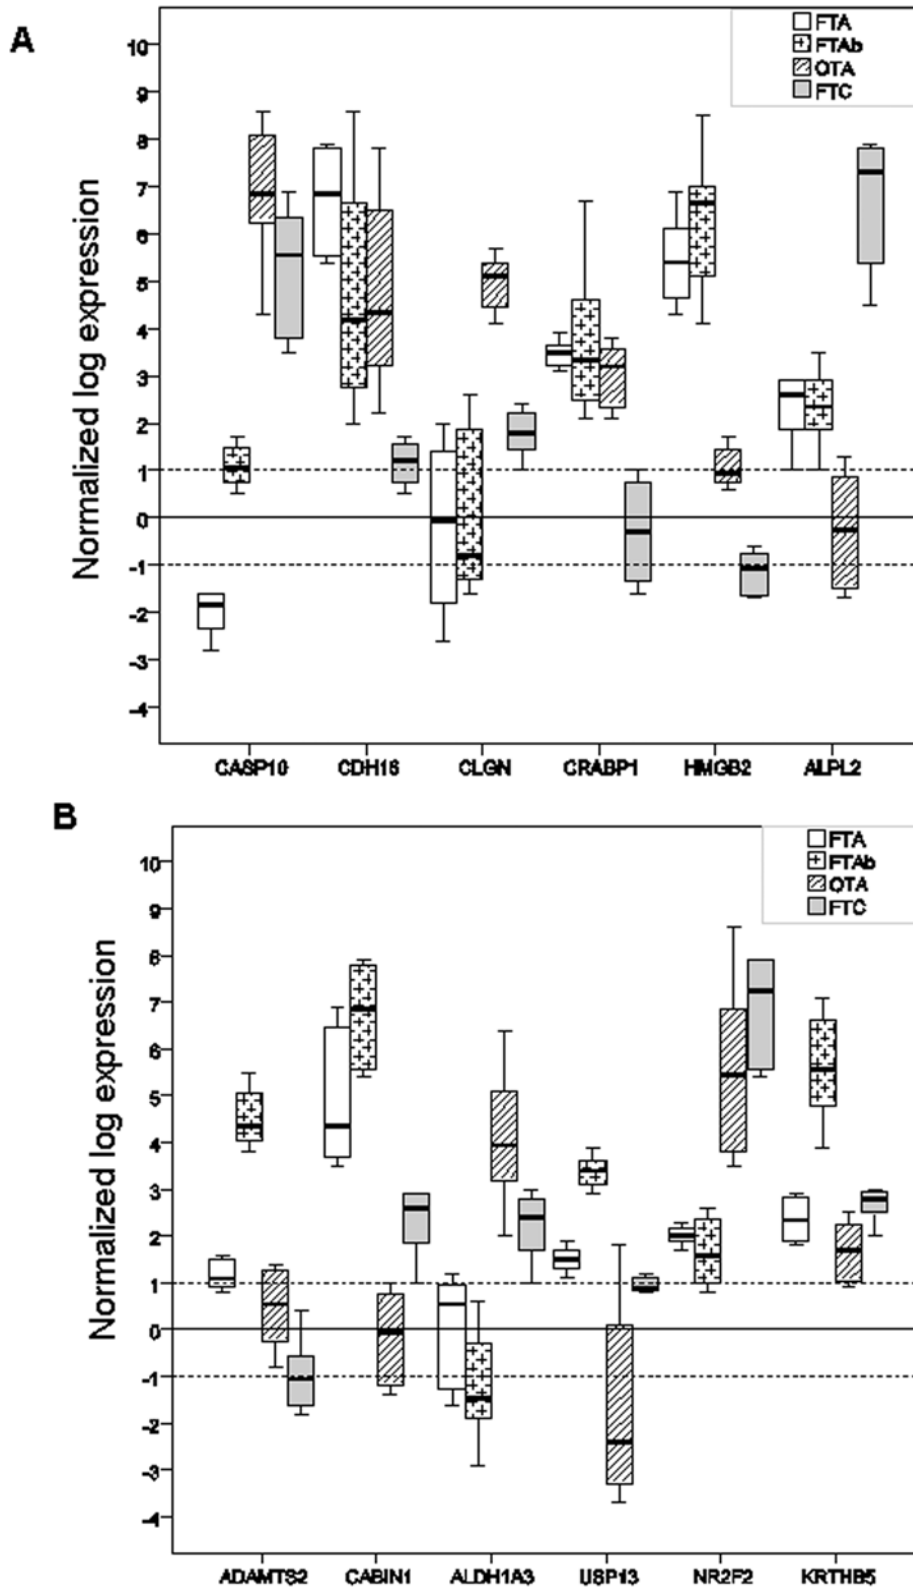 A
FTA
FTAb
OTA
FTC
Normalized log expression
10
9
8
7
6
5
4
3
2
1
0
-1
-2
-3
-4
CASP10 CDH16 CLGN CRABP1 HMGB2 ALPL2
B
FTA
FTAb
OTA
FTC
Normalized log expression
10
9
8
7
6
5
4
3
2
1
0
-1
-2
-3
-4
ADAMTS2 CABIN1 ALDH1A3 USP13 NR2F2 KRTHB5